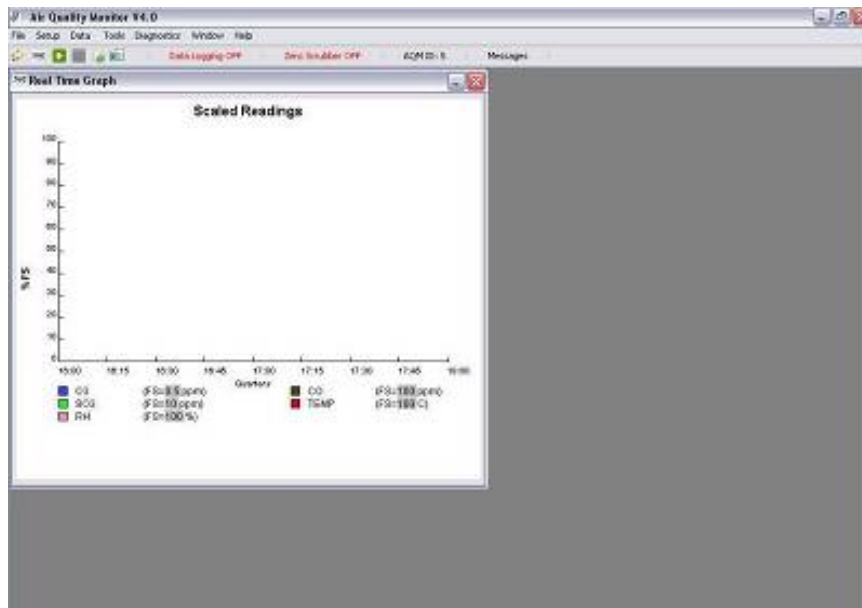 Air Quality Monitor V4.0
File Setup Data Tools Diagnostics Window Help
Data Logging OFF Zero Scrubber OFF AQM ID: 5 Messages
Real Time Graph
Scaled Readings
100
90
80
70
60
50
40
30
20
10
0
%FS
16:00 16:15 16:30 16:45 17:00 17:15 17:30 17:45 18:00
Quarters
(FS=0.5 ppm) CO (FS=100 ppm)
(FS=10 ppm) TEMP (FS=100 C)
RH (FS=100 %)